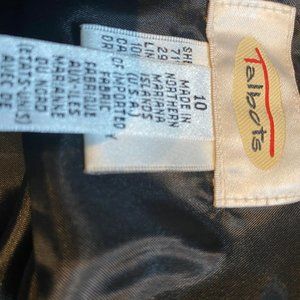 Talbots
10
MADE IN
NORTHERN
MARIANA
ISLANDS
(U.S.A.)
OF IMPORTED
FABRIC
FABRIQUE
AUX ILES
MARIANNE
DU NORD
(ETATS-UNIS)
AVEC DE